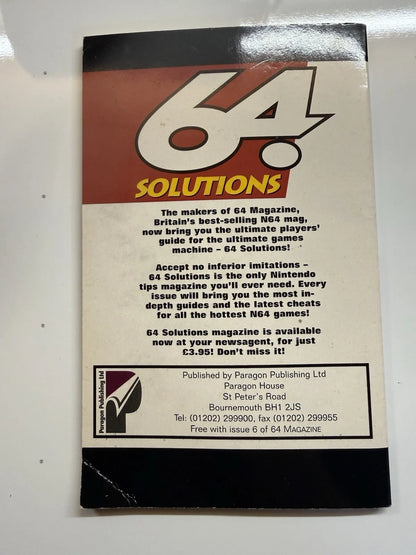 64
SOLUTIONS
The makers of 64 Magazine,
Britain's best-selling N64 mag,
now bring you the ultimate players'
guide for the ultimate games
machine – 64 Solutions!
Accept no inferior imitations –
64 Solutions is the only Nintendo
tips magazine you'll ever need. Every
issue will bring you the most in-
depth guides and the latest cheats
for all the hottest N64 games!
64 Solutions magazine is available
now at your newsagent, for just
£3.95! Don't miss it!
Paragon Publishing Ltd
Published by Paragon Publishing Ltd
Paragon House
St Peter's Road
Bournemouth BH1 2JS
Tel: (01202) 299900, fax (01202) 299955
Free with issue 6 of 64 MAGAZINE